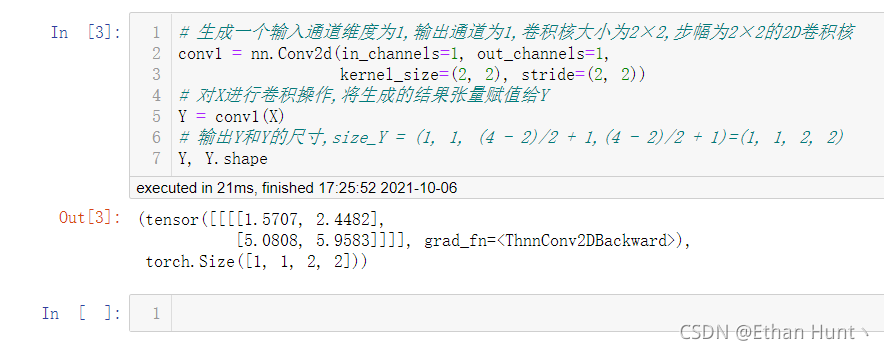 In [3]:
1 # 生成一个输入通道维度为1,输出通道为1,卷积核大小为2×2,步幅为2×2的2D卷积核
2 conv1 = nn.Conv2d(in_channels=1, out_channels=1,
3 kernel_size=(2, 2), stride=(2, 2))
4 # 对X进行卷积操作,将生成的结果张量赋值给Y
5 Y = conv1(X)
6 # 输出Y和Y的尺寸,size_Y = (1, 1, (4 - 2)/2 + 1,(4 - 2)/2 + 1)=(1, 1, 2, 2)
7 Y, Y.shape
executed in 21ms, finished 17:25:52 2021-10-06
Out[3]: (tensor([[[[1.5707, 2.4482],
[5.0808, 5.9583]]]], grad_fn=<ThnnConv2DBackward>),
torch.Size([1, 1, 2, 2]))
In [ ]: 1
CSDN @Ethan Hunt丶